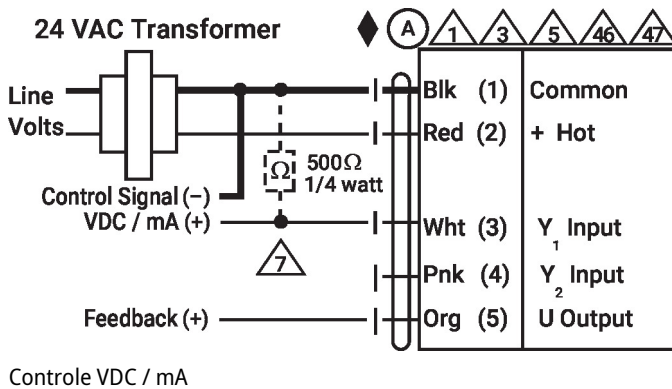 24 VAC Transformer
A 1 3 5 46 47
Line
Volts
Blk (1) Common
Red (2) + Hot
Ω 500Ω
1/4 watt
Control Signal (−)
VDC / mA (+)
Wht (3) Y1 Input
7
Pnk (4) Y2 Input
Feedback (+)
Org (5) U Output
Controle VDC / mA